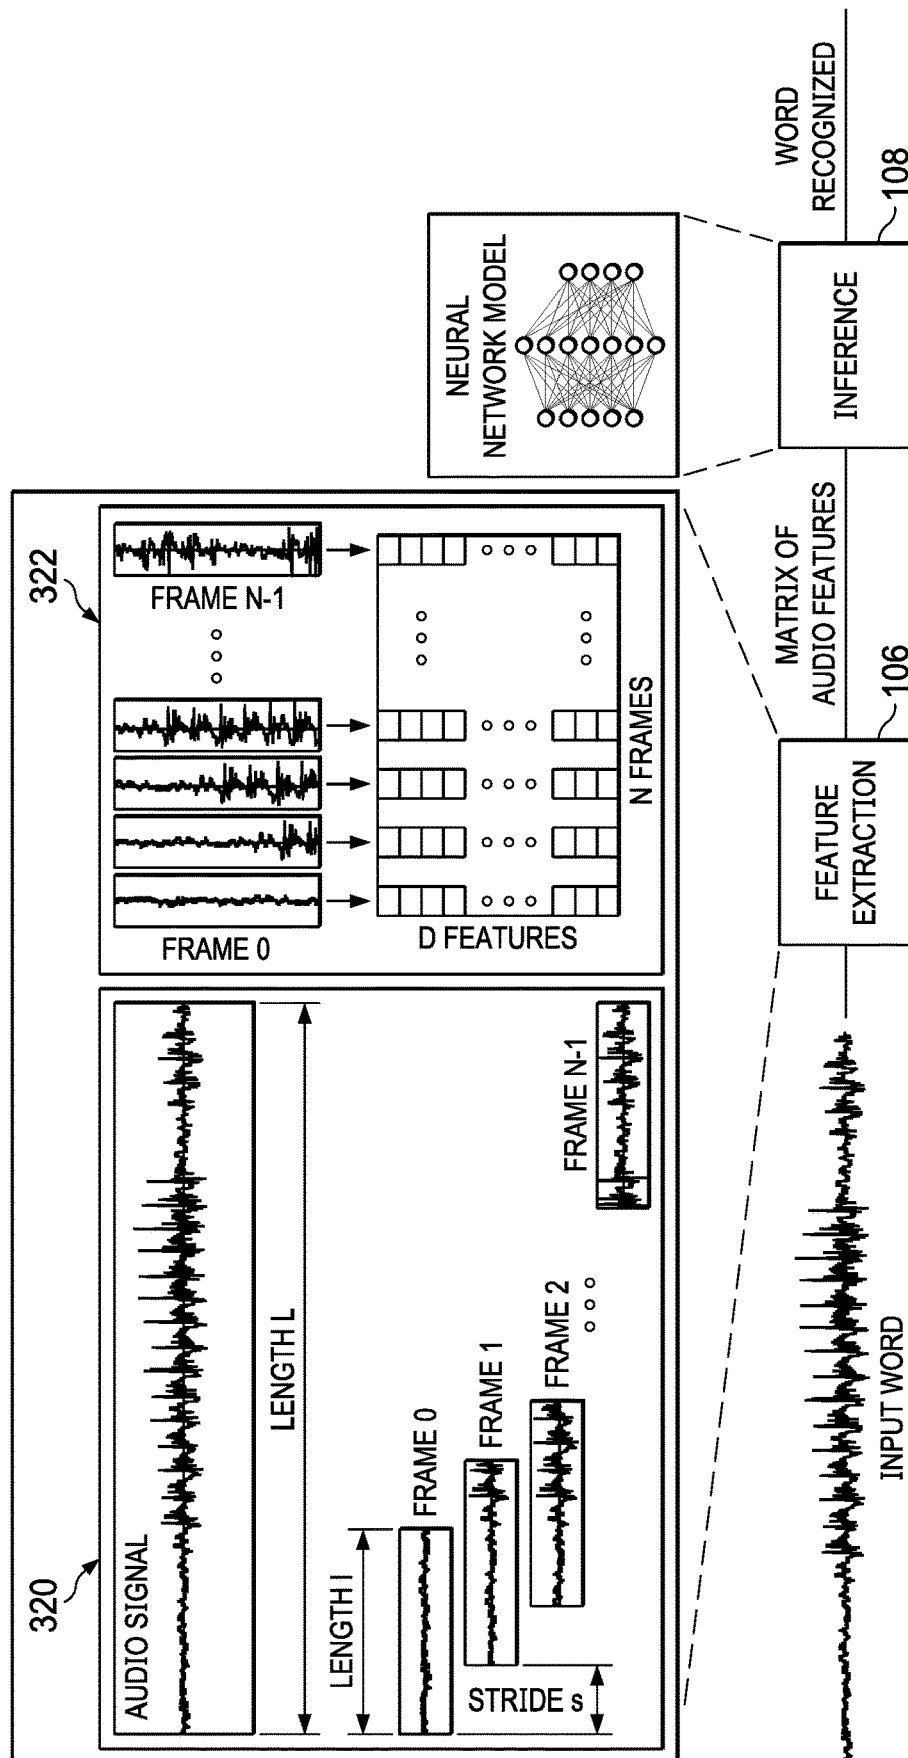 320
AUDIO SIGNAL
LENGTH L
LENGTH l
FRAME 0
FRAME 1
FRAME 2
FRAME N-1
STRIDE s
322
FRAME 0
FRAME N-1
D FEATURES
N FRAMES
NEURAL
NETWORK MODEL
INPUT WORD
FEATURE
EXTRACTION
106
MATRIX OF
AUDIO FEATURES
INFERENCE
108
WORD
RECOGNIZED